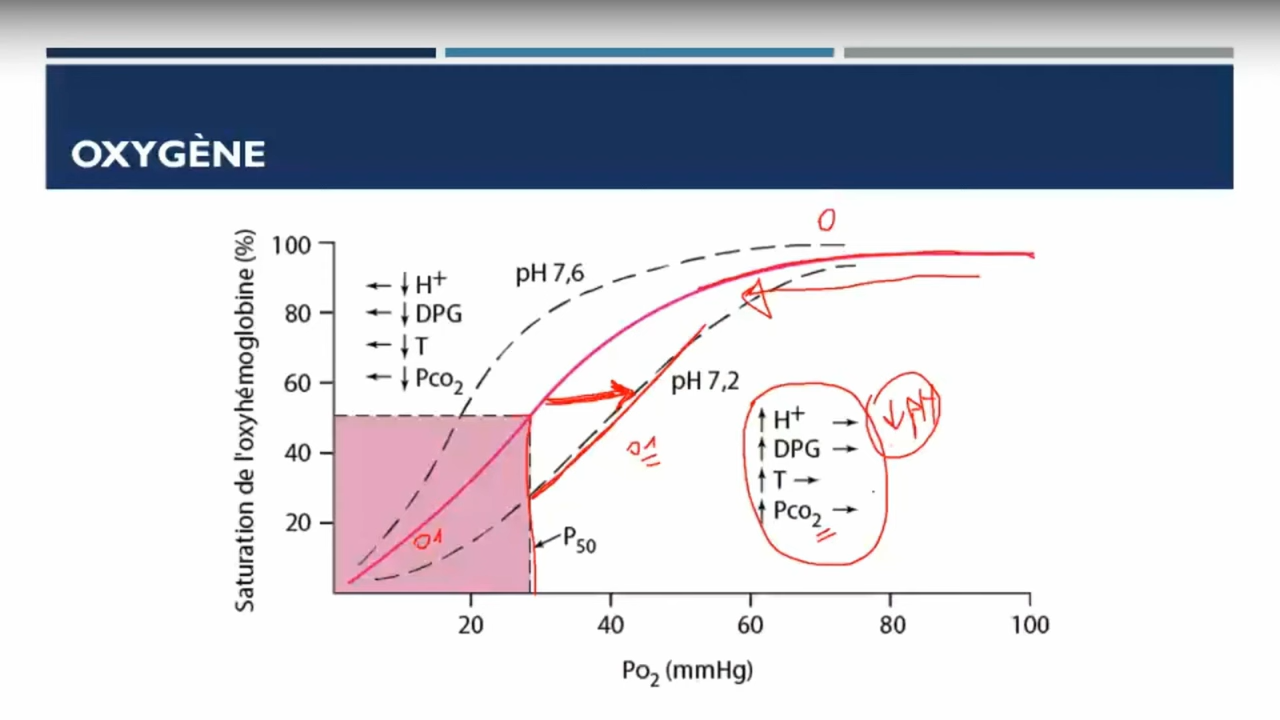 OXYGÈNE
Saturation de l'oxyhémoglobine (%)
100
80
60
40
20
← ↓ H⁺
← ↓ DPG
← ↓ T
← ↓ Pco₂
pH 7,6
pH 7,2
↑ H⁺ →
↑ DPG →
↑ T →
↑ Pco₂ →
↓ pH
P₅₀
20 40 60 80 100
Po₂ (mmHg)